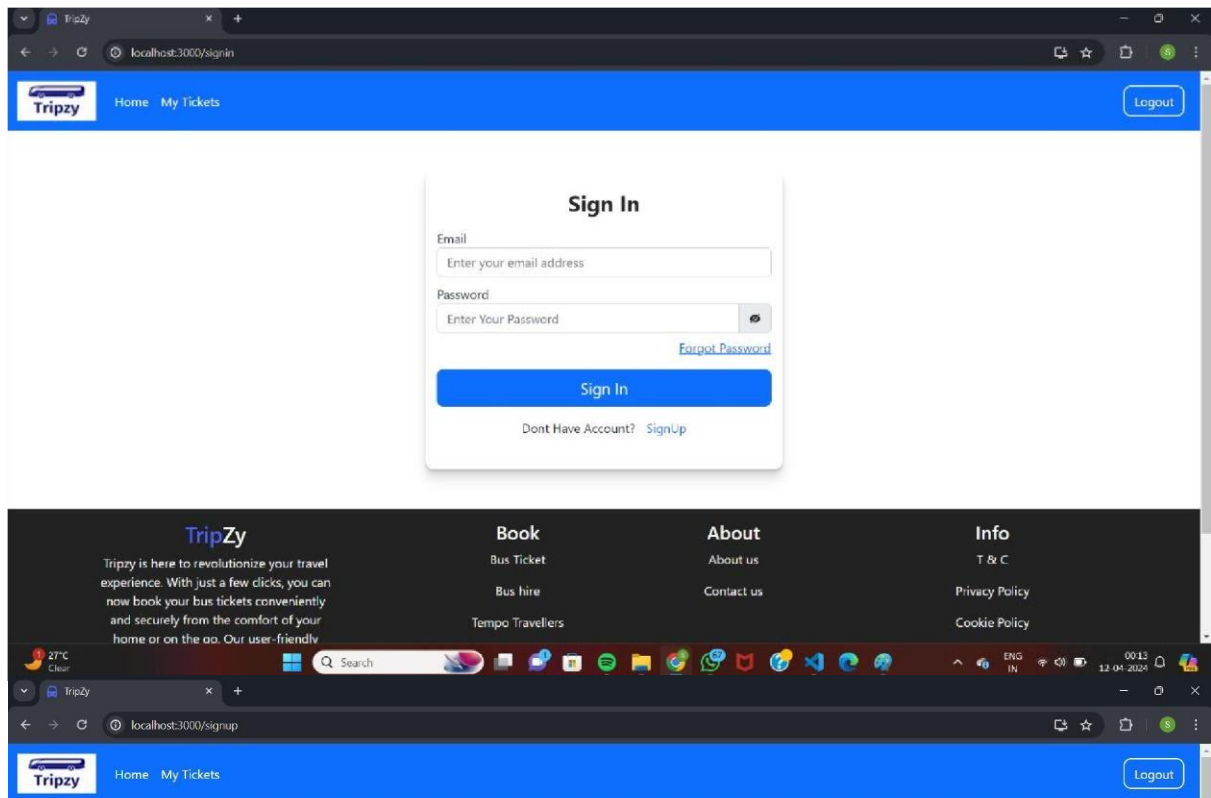 TripZy
localhost:3000/signin
Tripzy
Home My Tickets
Logout
Sign In
Email
Enter your email address
Password
Enter Your Password
Forgot Password
Sign In
Dont Have Account? SignUp
TripZy
Tripzy is here to revolutionize your travel
experience. With just a few clicks, you can
now book your bus tickets conveniently
and securely from the comfort of your
home or on the go. Our user-friendly
Book
Bus Ticket
Bus hire
Tempo Travellers
About
About us
Contact us
Info
T & C
Privacy Policy
Cookie Policy
27°C
Clear
Search
ENG
IN
00:13
12-04-2024
TripZy
localhost:3000/signup
Tripzy
Home My Tickets
Logout